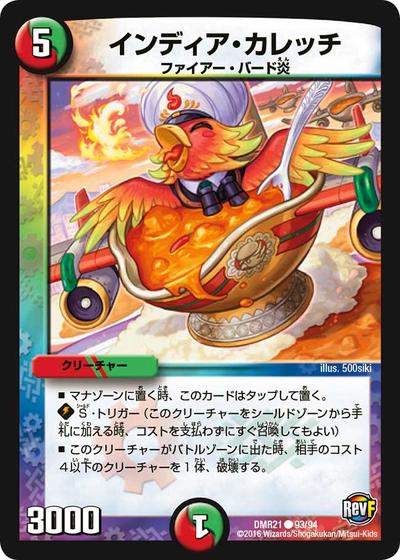 5
インディア・カレッチ
ファイアー・バード炎
えん
クリーチャー
illus. 500siki
■ マナゾーンに置く時、このカードはタップして置く。
■ S・トリガー（このクリーチャーをシールドゾーンから手
札に加える時、コストを支払わずにすぐ召喚してもよい）
■ このクリーチャーがバトルゾーンに出た時、相手のコスト
４以下のクリーチャーを１体、破壊する。
3000
1
RevF
DMR21 ● 93/94
©2016 Wizards/Shogakukan/Mitsui-Kids